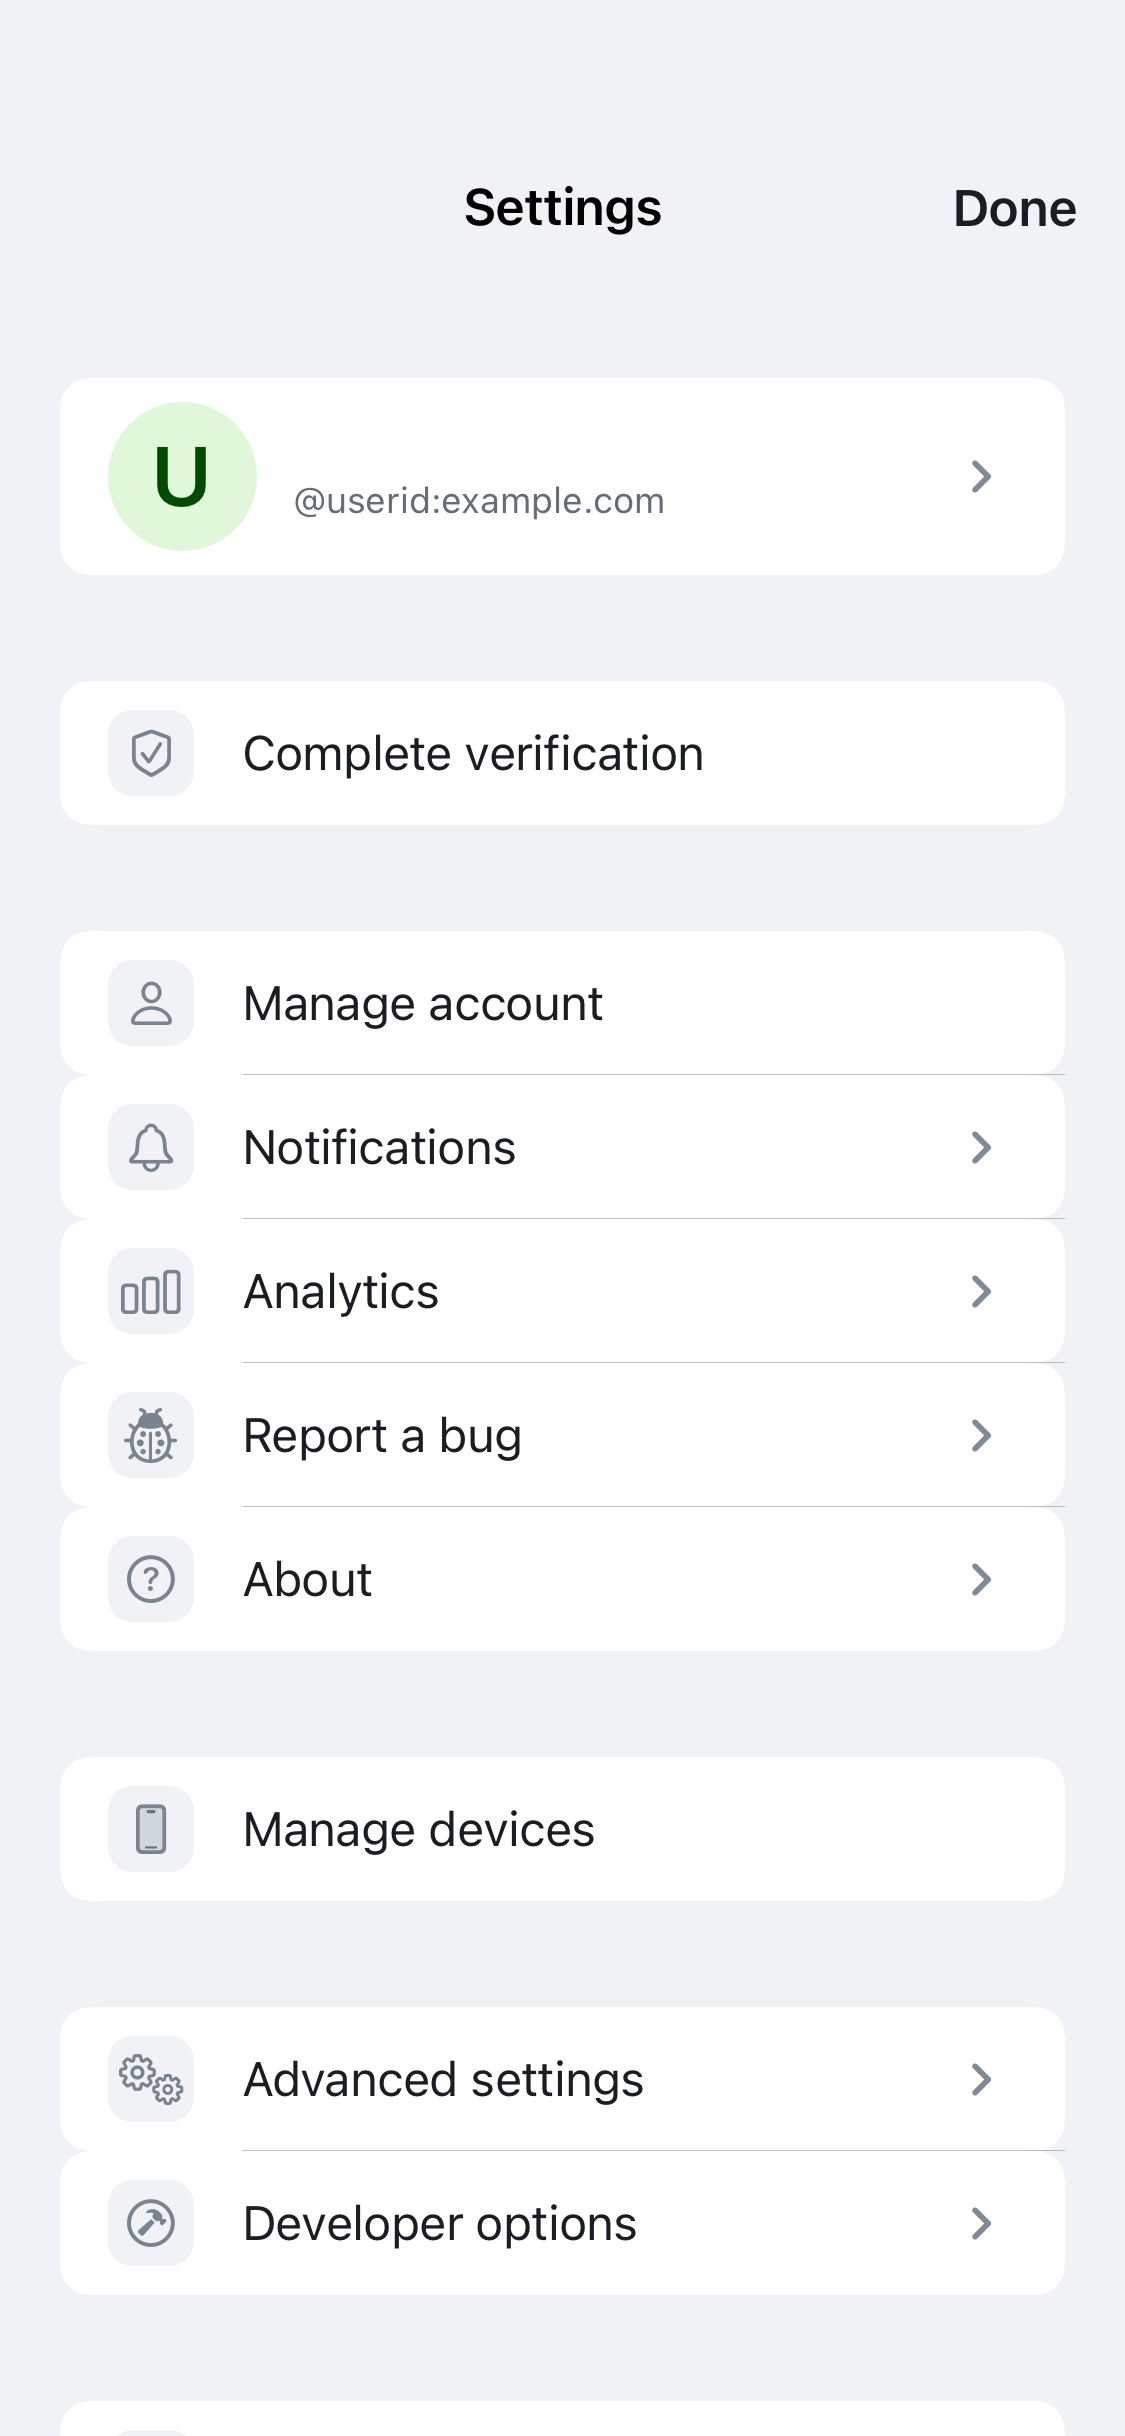 Settings
Done
U
@userid:example.com
Complete verification
Manage account
Notifications
Analytics
Report a bug
About
Manage devices
Advanced settings
Developer options